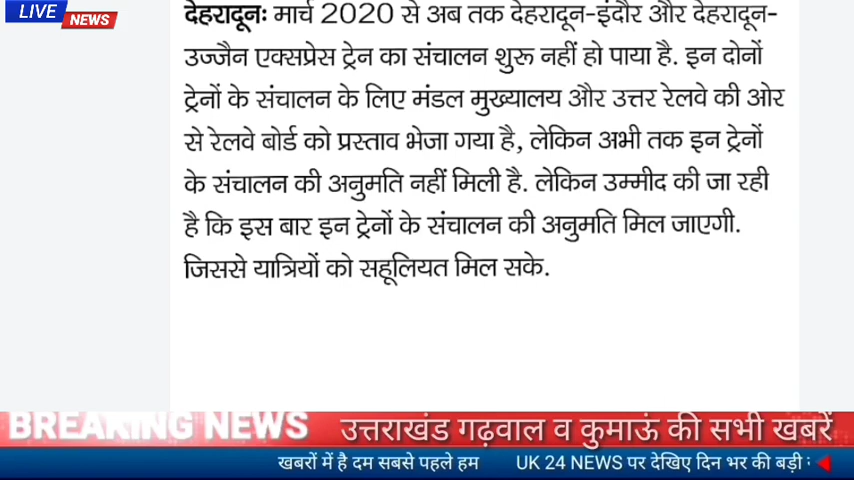 LIVE
NEWS
देहरादूनः मार्च 2020 से अब तक देहरादून-इंदौर और देहरादून-
उज्जैन एक्सप्रेस ट्रेन का संचालन शुरू नहीं हो पाया है. इन दोनों
ट्रेनों के संचालन के लिए मंडल मुख्यालय और उत्तर रेलवे की ओर
से रेलवे बोर्ड को प्रस्ताव भेजा गया है, लेकिन अभी तक इन ट्रेनों
के संचालन की अनुमति नहीं मिली है. लेकिन उम्मीद की जा रही
है कि इस बार इन ट्रेनों के संचालन की अनुमति मिल जाएगी.
जिससे यात्रियों को सहूलियत मिल सके.
BREAKING NEWS उत्तराखंड गढ़वाल व कुमाऊं की सभी खबरें
खबरों में है दम सबसे पहले हम UK 24 NEWS पर देखिए दिन भर की बड़ी